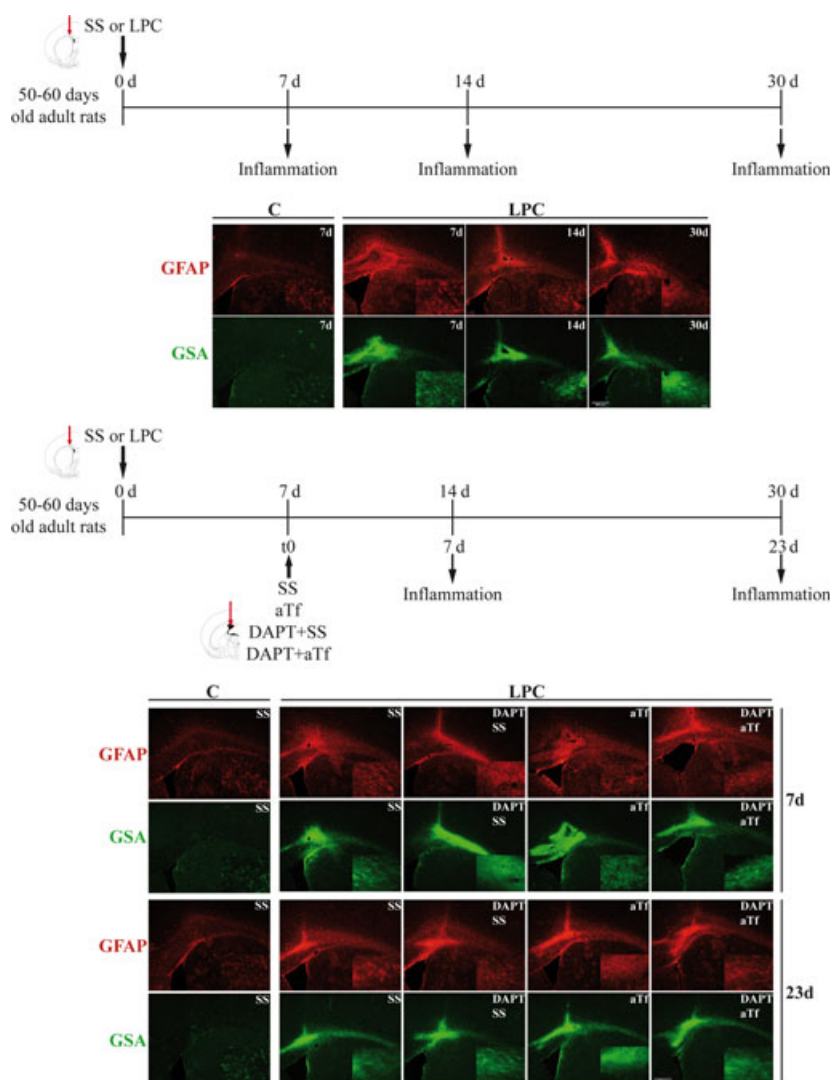 SS or LPC
0 d 7 d 14 d 30 d
50-60 days
old adult rats
Inflammation Inflammation Inflammation
C LPC
GFAP 7d 7d 14d 30d
GSA 7d 7d 14d 30d
SS or LPC
0 d 7 d 14 d 30 d
50-60 days
old adult rats
t0 7 d 23 d
SS Inflammation Inflammation
aTf
DAPT+SS
DAPT+aTf
C LPC
SS SS DAPT aTf DAPT
SS aTf
GFAP
7d
SS SS DAPT aTf DAPT
SS aTf
GSA
SS SS DAPT aTf DAPT
SS aTf
GFAP
23d
SS SS DAPT aTf DAPT
SS aTf
GSA